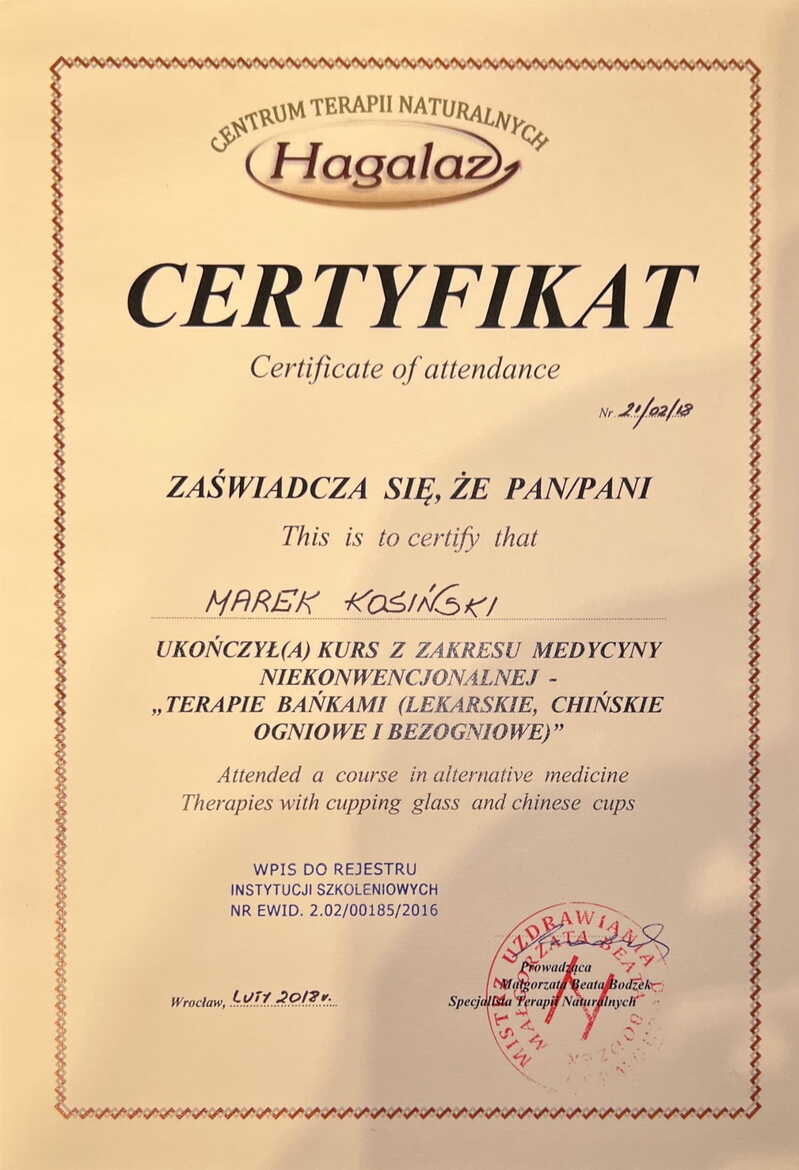 CENTRUM TERAPII NATURALNYCH
Hagalaz
CERTYFIKAT
Certificate of attendance
Nr 21/02/18
ZAŚWIADCZA SIĘ, ŻE PAN/PANI
This is to certify that
MAREK KOSIŃSKI
UKOŃCZYŁ(A) KURS Z ZAKRESU MEDYCYNY
NIEKONWENCJONALNEJ -
„TERAPIE BAŃKAMI (LEKARSKIE, CHIŃSKIE
OGNIOWE I BEZOGNIOWE)”
Attended a course in alternative medicine
Therapies with cupping glass and chinese cups
WPIS DO REJESTRU
INSTYTUCJI SZKOLENIOWYCH
NR EWID. 2.02/00185/2016
MISTRZ UZDRAWIANIA
MAŁGORZATA BEATA BODZEK
Prowadząca
Małgorzata Beata Bodzek
Specjalista Terapii Naturalnych
Wrocław, LUTY 2018r.